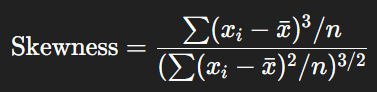 Skewness = ∑(xᵢ − x̄)³/n / (∑(xᵢ − x̄)²/n)³/²